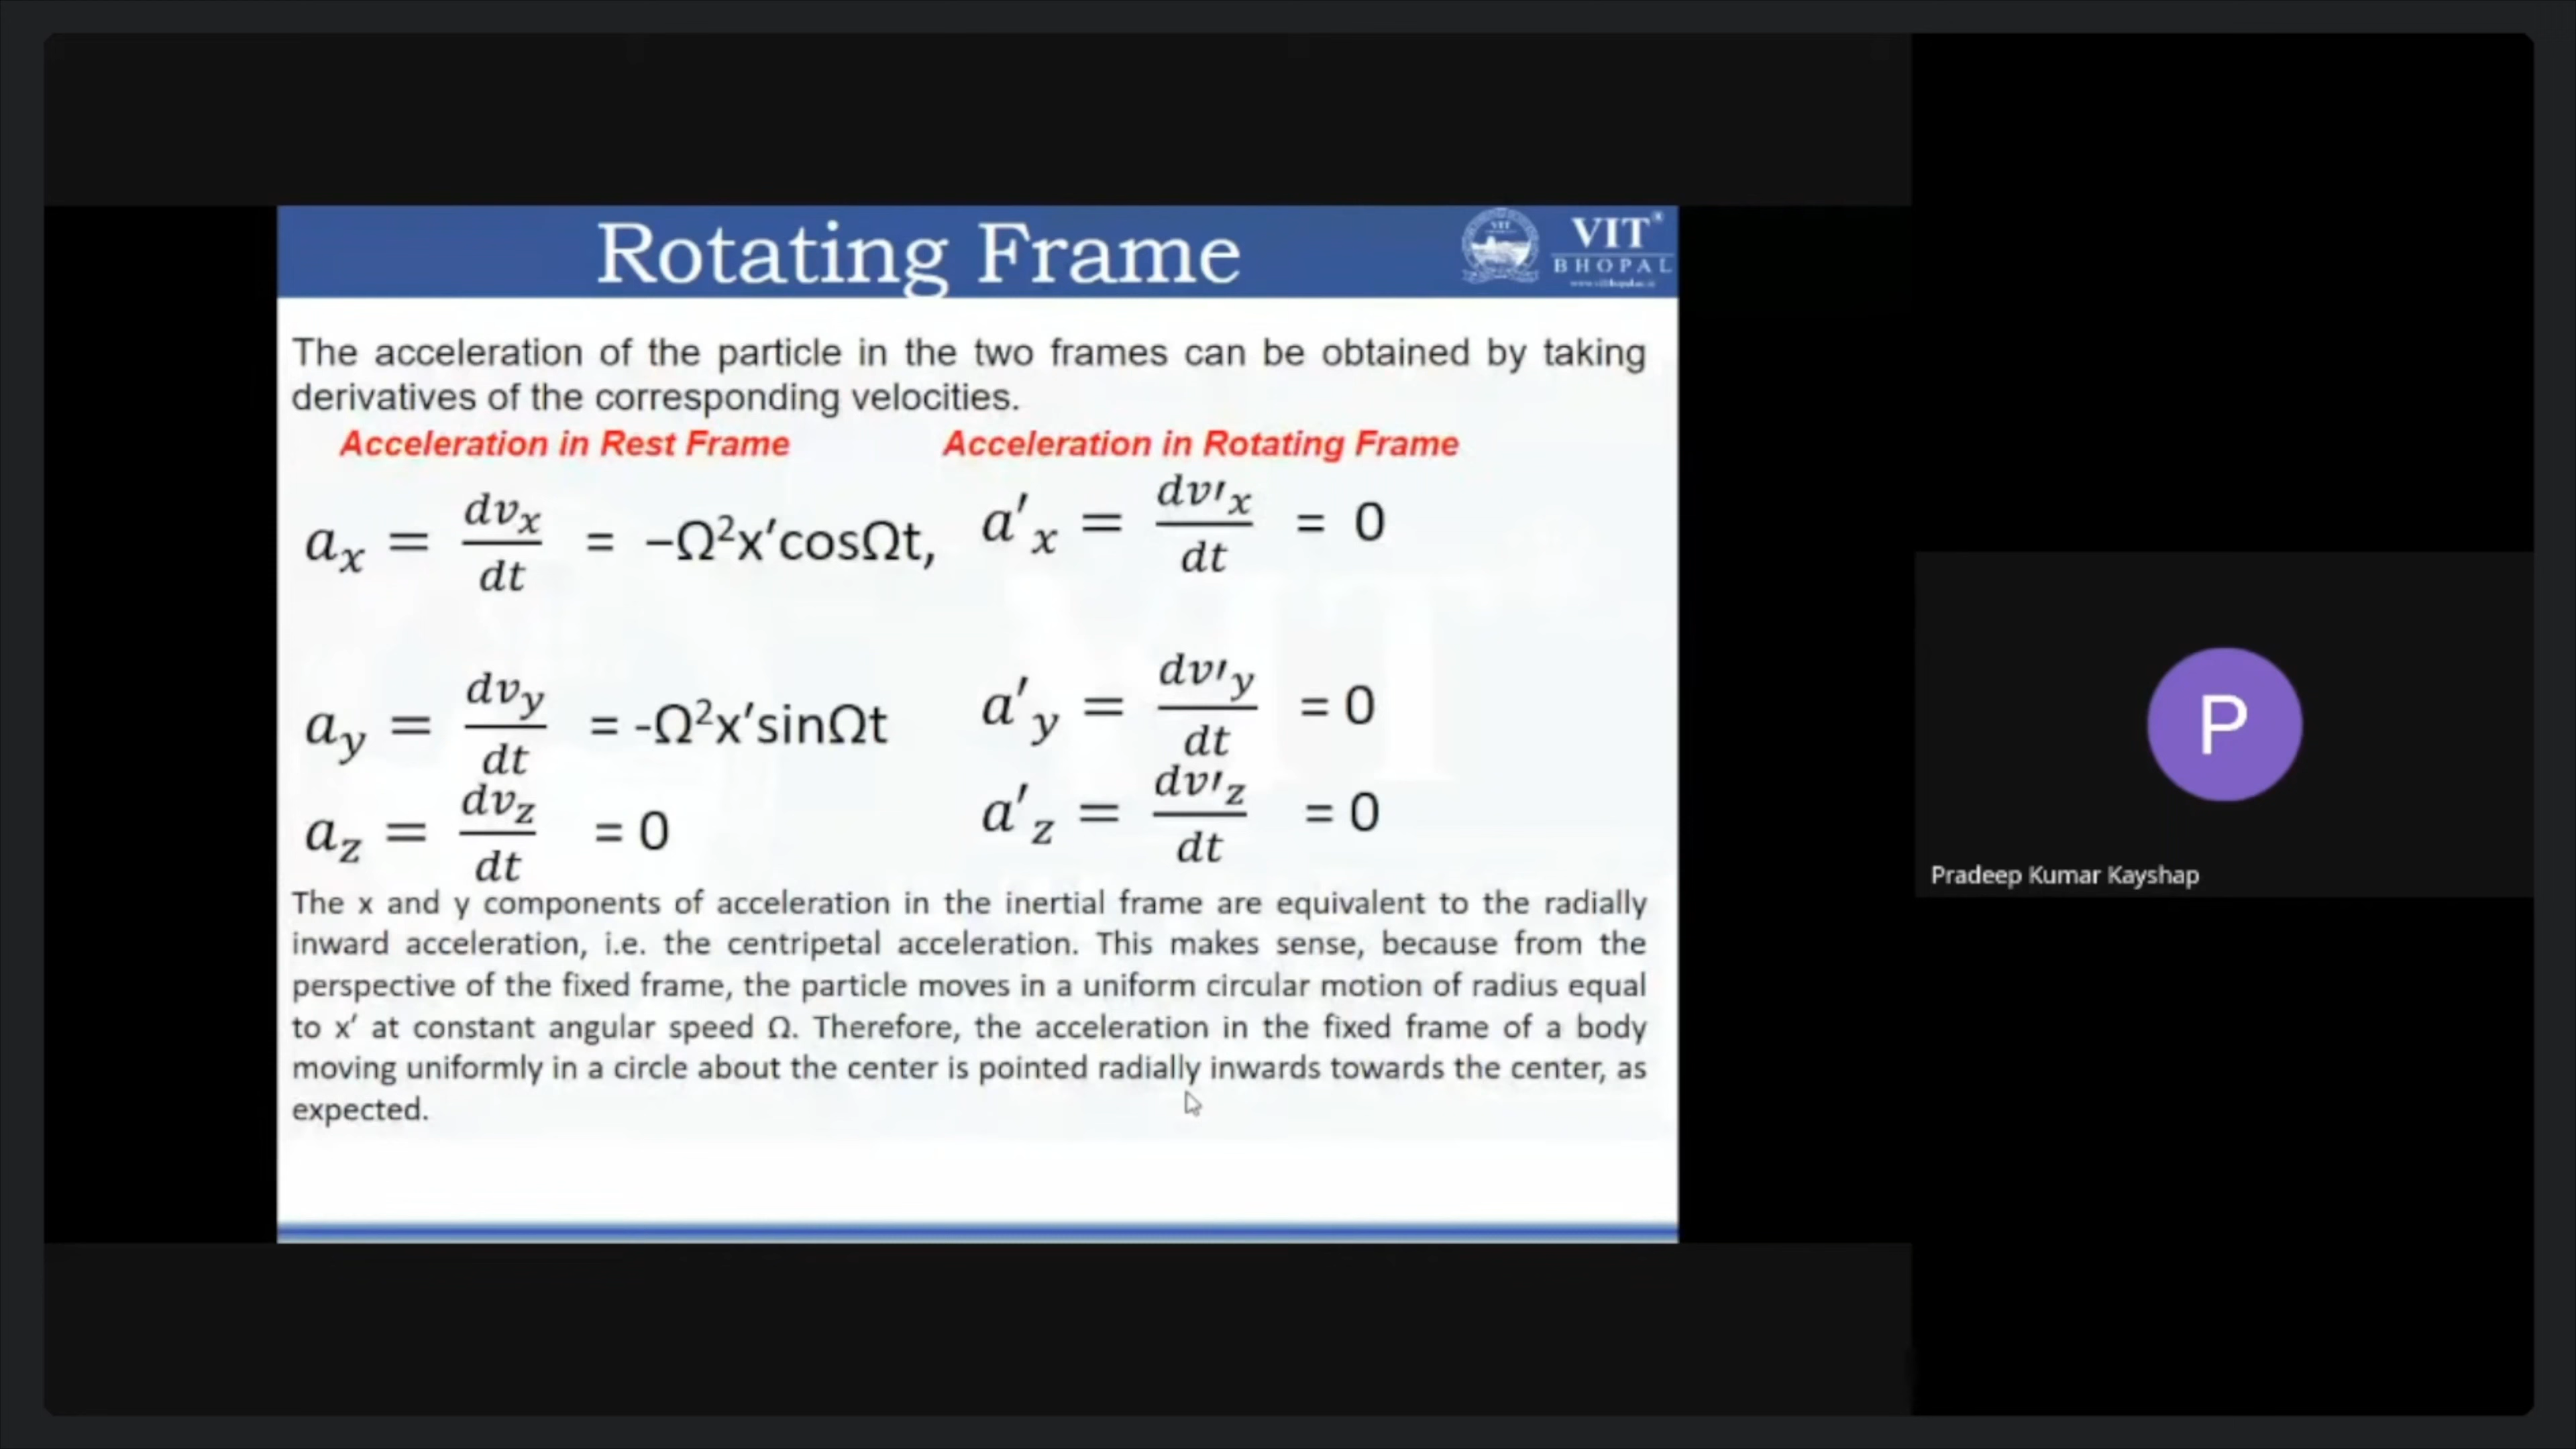 Rotating Frame
VIT
BHOPAL
The acceleration of the particle in the two frames can be obtained by taking
derivatives of the corresponding velocities.
Acceleration in Rest Frame Acceleration in Rotating Frame
aₓ = dvₓ/dt = −Ω²x′cosΩt, a′ₓ = dv′ₓ/dt = 0
a_y = dv_y/dt = -Ω²x′sinΩt a′_y = dv′_y/dt = 0
a_z = dv_z/dt = 0 a′_z = dv′_z/dt = 0
The x and y components of acceleration in the inertial frame are equivalent to the radially
inward acceleration, i.e. the centripetal acceleration. This makes sense, because from the
perspective of the fixed frame, the particle moves in a uniform circular motion of radius equal
to x′ at constant angular speed Ω. Therefore, the acceleration in the fixed frame of a body
moving uniformly in a circle about the center is pointed radially inwards towards the center, as
expected.
P
Pradeep Kumar Kayshap